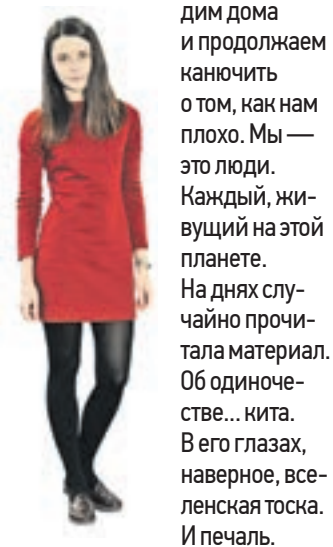 дим дома
и продолжаем
канючить
о том, как нам
плохо. Мы —
это люди.
Каждый, жи-
вущий на этой
планете.
На днях слу-
чайно прочи-
тала материал.
Об одиноче-
стве... кита.
В его глазах,
наверное, все-
ленская тоска.
И печаль.